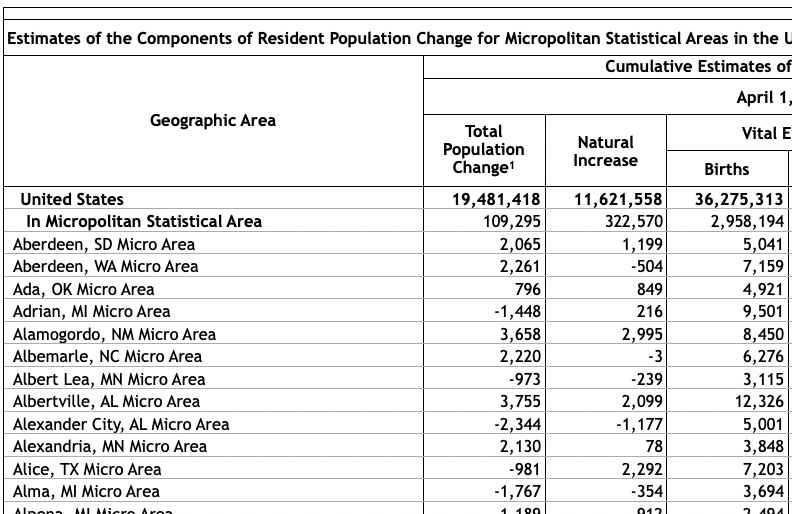 Estimates of the Components of Resident Population Change for Micropolitan Statistical Areas in the
Cumulative Estimates of
April 1,
Geographic Area
Total Population Change¹
Natural Increase
Vital
Births
United States 19,481,418 11,621,558 36,275,313
In Micropolitan Statistical Area 109,295 322,570 2,958,194
Aberdeen, SD Micro Area 2,065 1,199 5,041
Aberdeen, WA Micro Area 2,261 -504 7,159
Ada, OK Micro Area 796 849 4,921
Adrian, MI Micro Area -1,448 216 9,501
Alamogordo, NM Micro Area 3,658 2,995 8,450
Albemarle, NC Micro Area 2,220 -3 6,276
Albert Lea, MN Micro Area -973 -239 3,115
Albertville, AL Micro Area 3,755 2,099 12,326
Alexander City, AL Micro Area -2,344 -1,177 5,001
Alexandria, MN Micro Area 2,130 78 3,848
Alice, TX Micro Area -981 2,292 7,203
Alma, MI Micro Area -1,767 -354 3,694
Alpena, MI Micro Area